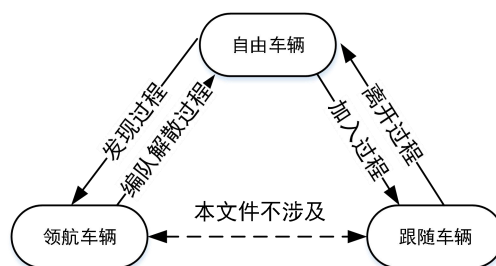 自由车辆
发现过程
编队解散过程
加入过程
离开过程
本文件不涉及
领航车辆
跟随车辆